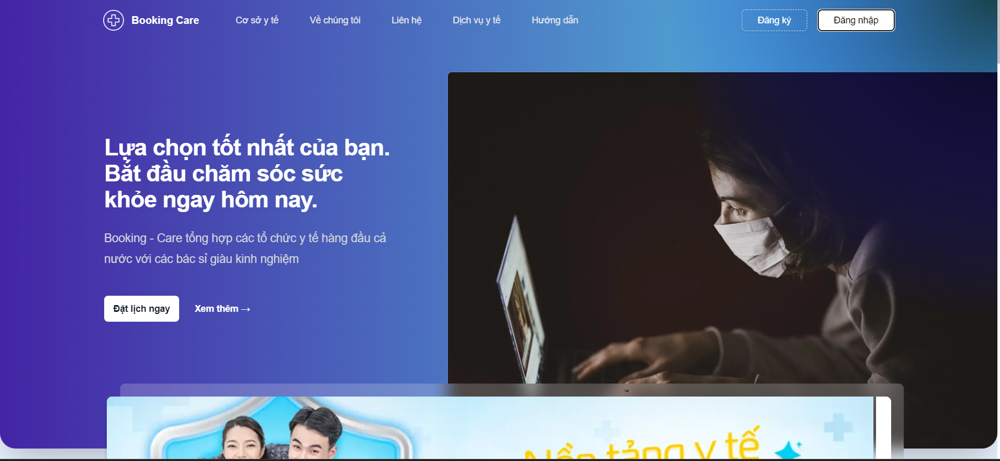 Booking Care
Cơ sở y tế
Về chúng tôi
Liên hệ
Dịch vụ y tế
Hướng dẫn
Đăng ký
Đăng nhập
Lựa chọn tốt nhất của bạn.
Bắt đầu chăm sóc sức
khỏe ngay hôm nay.
Booking - Care tổng hợp các tổ chức y tế hàng đầu cả
nước với các bác sỉ giàu kinh nghiệm
Đặt lịch ngay
Xem thêm →
Nền tảng y tế